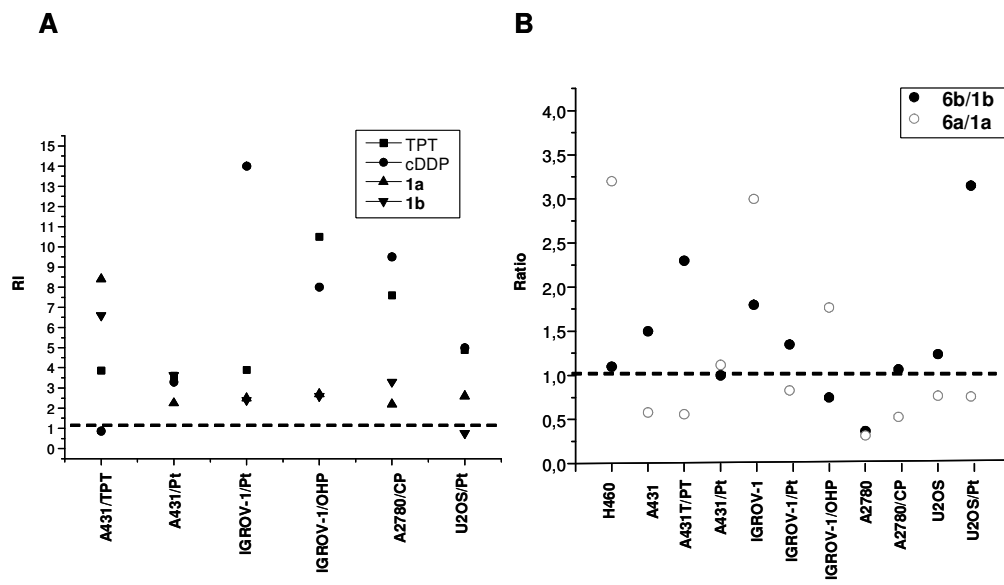 A
RI
15
14
13
12
11
10
9
8
7
6
5
4
3
2
1
0
TPT
cDDP
1a
1b
A431/TPT
A431/Pt
IGROV-1/Pt
IGROV-1/OHP
A2780/CP
U2OS/Pt
B
Ratio
4,0
3,5
3,0
2,5
2,0
1,5
1,0
0,5
0,0
6b/1b
6a/1a
H460
A431
A431T/PT
A431/Pt
IGROV-1
IGROV-1/Pt
IGROV-1/OHP
A2780
A2780/CP
U2OS
U2OS/Pt